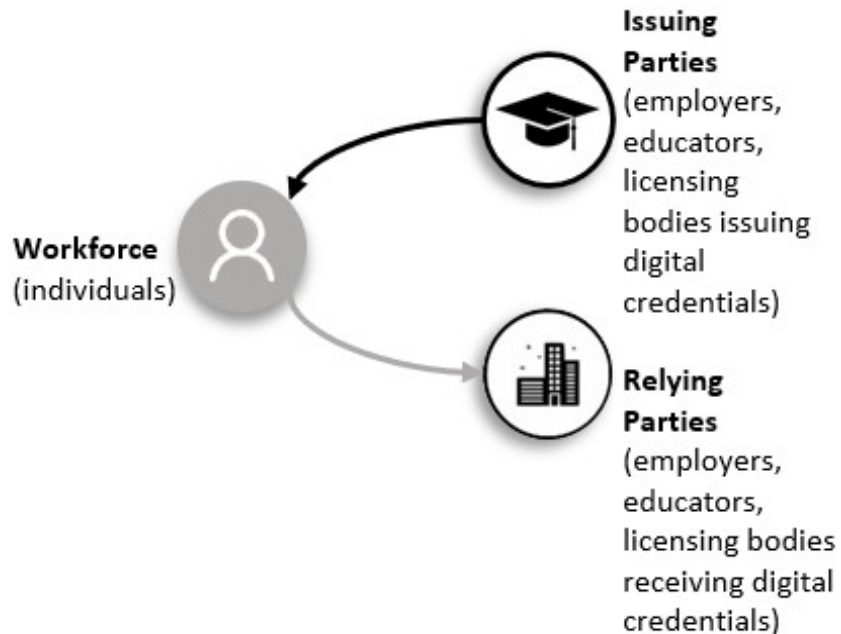 Issuing
Parties
(employers,
educators,
licensing
bodies issuing
digital
credentials)
Workforce
(individuals)
Relying
Parties
(employers,
educators,
licensing bodies
receiving digital
credentials)